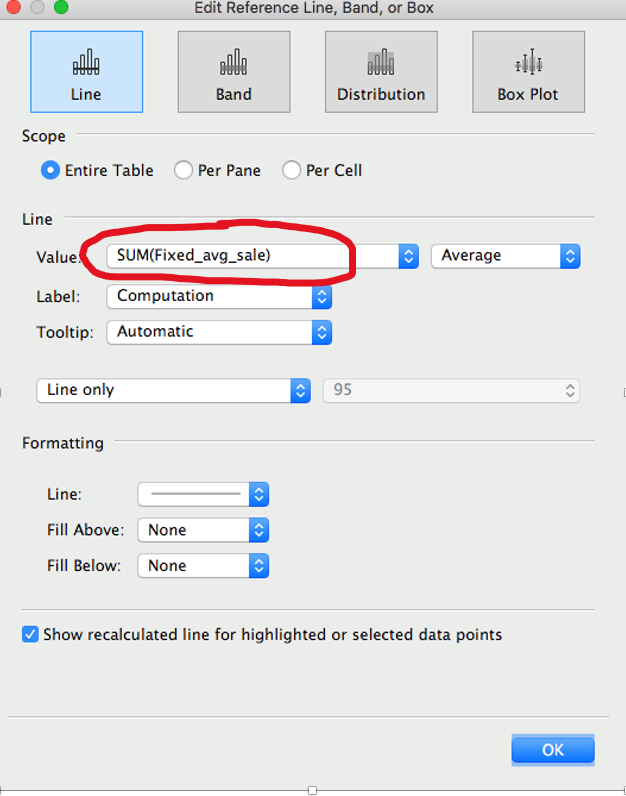 Edit Reference Line, Band, or Box
Line Band Distribution Box Plot
Scope
Entire Table Per Pane Per Cell
Line
Value: SUM(Fixed_avg_sale) Average
Label: Computation
Tooltip: Automatic
Line only 95
Formatting
Line:
Fill Above: None
Fill Below: None
Show recalculated line for highlighted or selected data points
OK